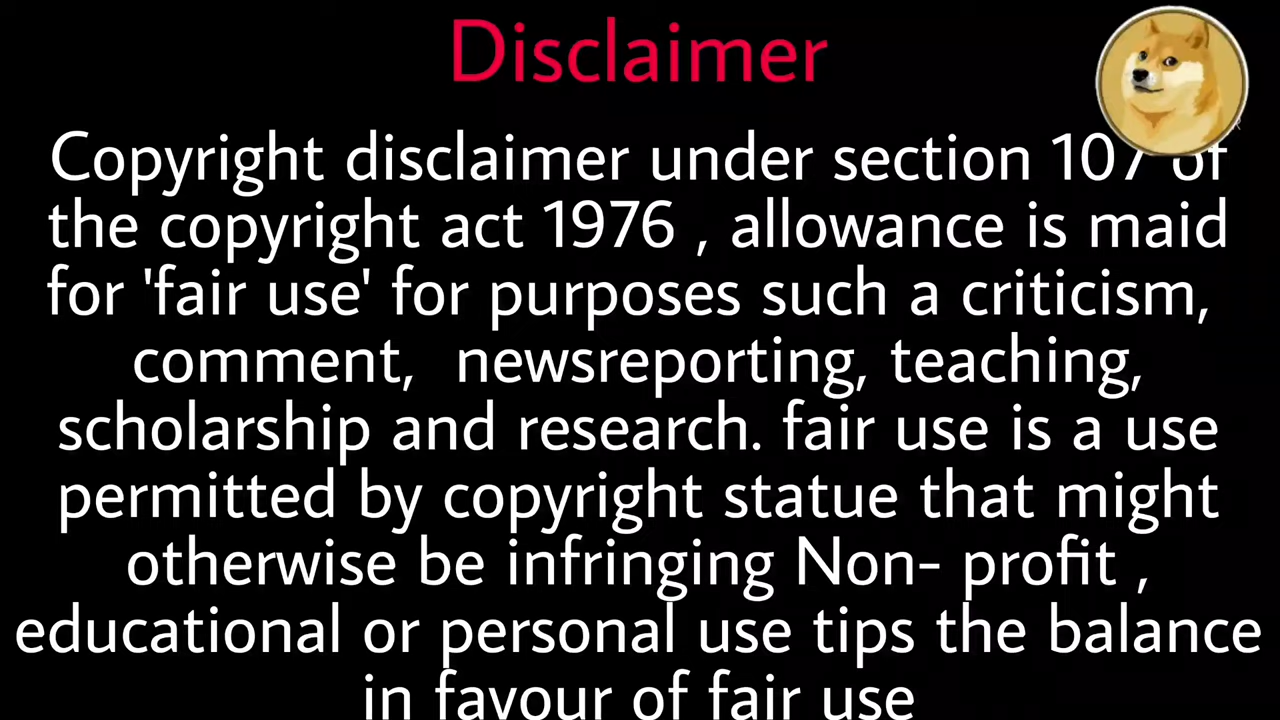 Disclaimer
Copyright disclaimer under section 107 of
the copyright act 1976 , allowance is maid
for 'fair use' for purposes such a criticism,
comment, newsreporting, teaching,
scholarship and research. fair use is a use
permitted by copyright statue that might
otherwise be infringing Non- profit ,
educational or personal use tips the balance
in favour of fair use